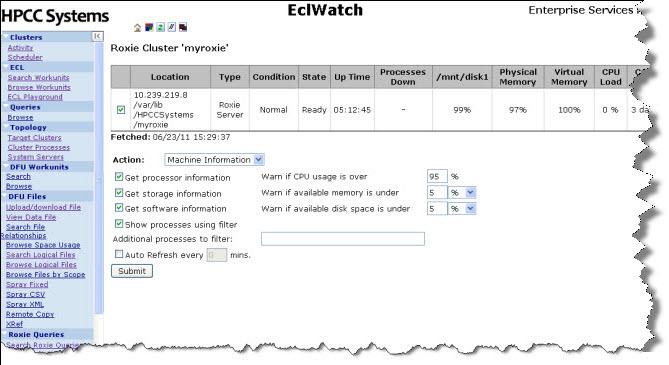 HPCC Systems
EclWatch
Enterprise Services
Clusters
Activity
Scheduler
ECL
Search Workunits
Browse Workunits
ECL Playground
Queries
Browse
Topology
Target Clusters
Cluster Processes
System Servers
DFU Workunits
Search
Browse
DFU Files
Upload/download File
View Data File
Search File
Relationships
Browse Space Usage
Search Logical Files
Browse Logical Files
Browse Files by Scope
Spray Fixed
Spray CSV
Spray XML
Remote Copy
XRef
Roxie Queries
Search Roxie Queries
Roxie Cluster 'myroxie'
Location Type Condition State Up Time Processes Down /mnt/disk1 Physical Memory Virtual Memory CPU Load
10.239.219.8
/var/lib
/HPCCSystems
/myroxie
Roxie Server Normal Ready 05:12:45 - 99% 97% 100% 0 % 3 da
Fetched: 06/23/11 15:29:37
Action: Machine Information
Get processor information Warn if CPU usage is over 95 %
Get storage information Warn if available memory is under 5 %
Get software information Warn if available disk space is under 5 %
Show processes using filter
Additional processes to filter:
Auto Refresh every 0 mins.
Submit